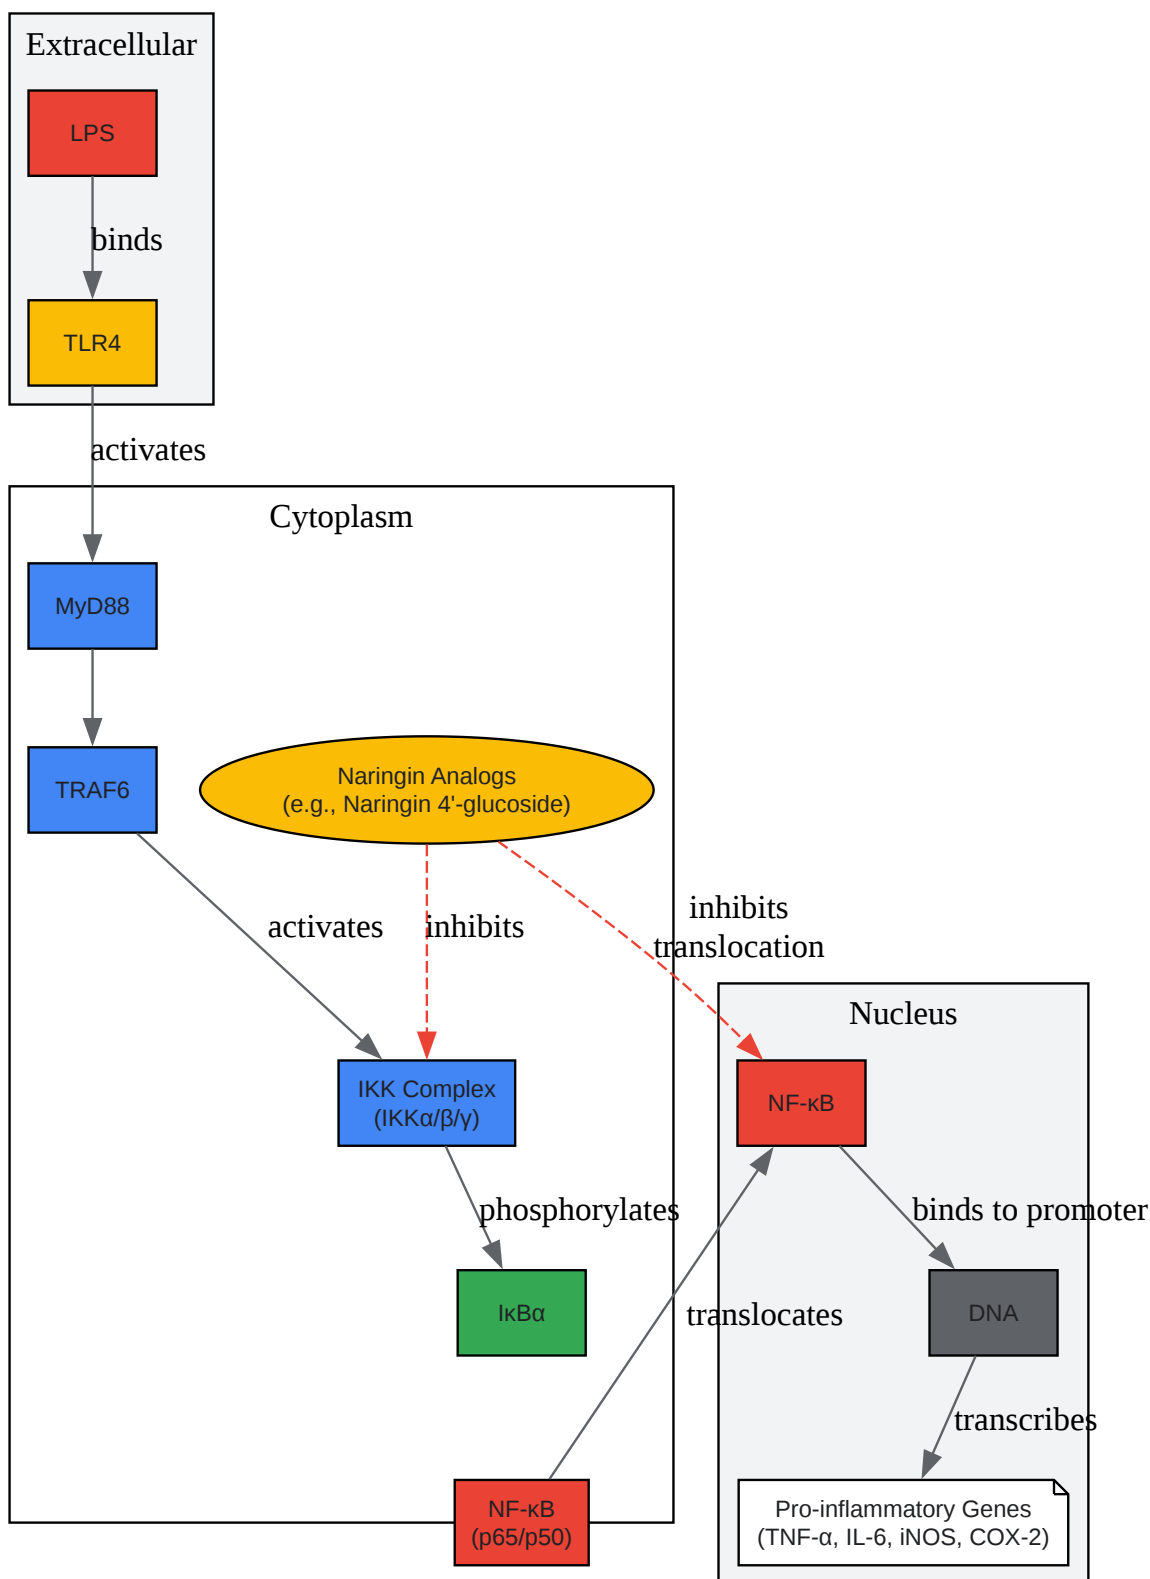 Extracellular
LPS
binds
TLR4
activates
Cytoplasm
MyD88
TRAF6
Naringin Analogs
(e.g., Naringin 4'-glucoside)
activates
inhibits
inhibits
translocation
Nucleus
IKK Complex
(IKKα/β/γ)
NF-κB
phosphorylates
binds to promoter
IκBα
translocates
DNA
transcribes
NF-κB
(p65/p50)
Pro-inflammatory Genes
(TNF-α, IL-6, iNOS, COX-2)